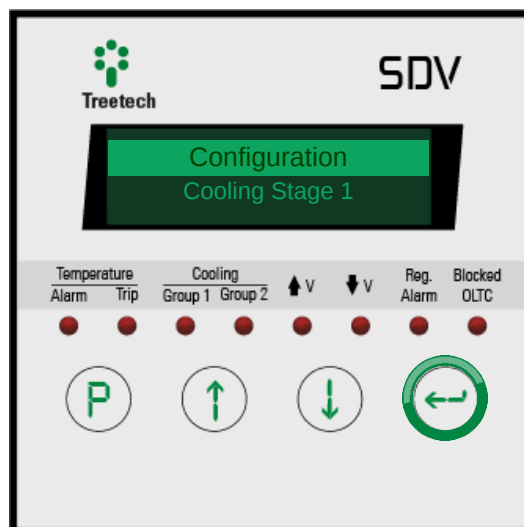 SDV
Treetech
Configuration
Cooling Stage 1
Temperature Cooling Reg. Blocked
Alarm Trip Group 1 Group 2 V V Alarm OLTC
P